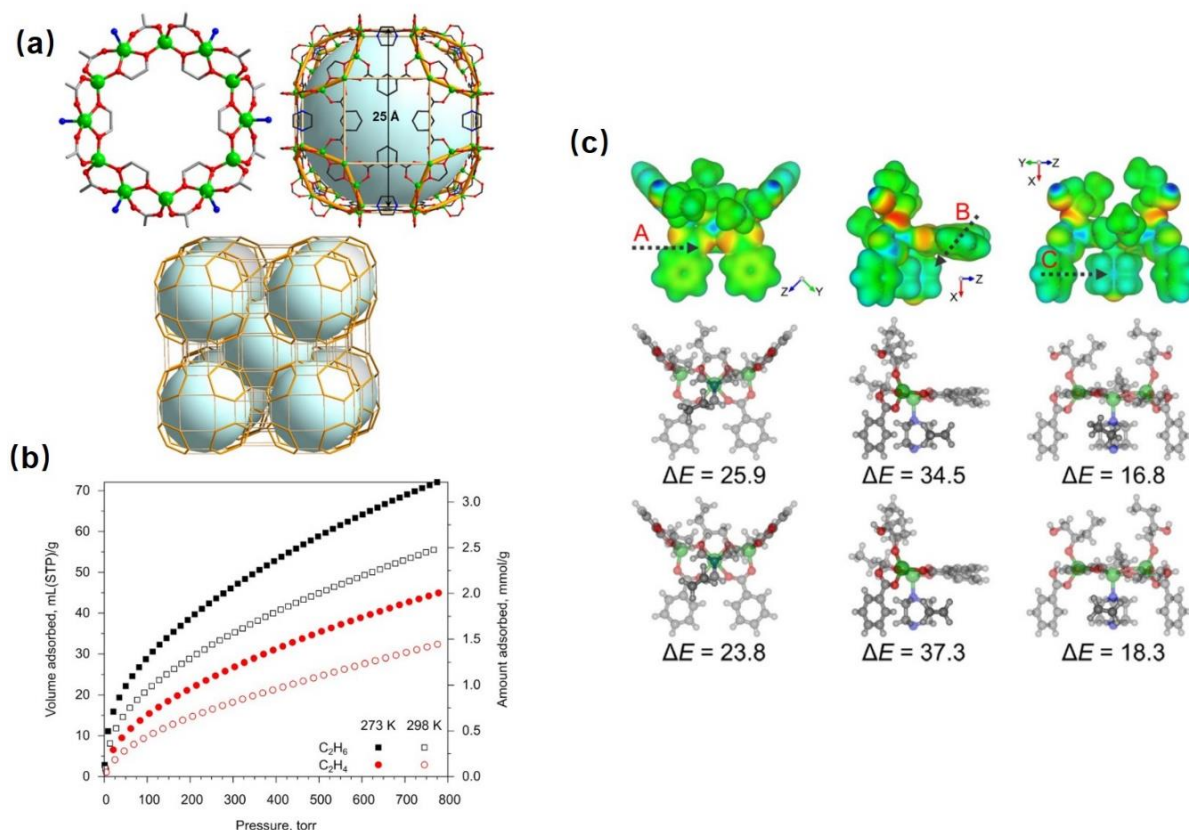 (a)
25 Å
(b)
Volume adsorbed, mL(STP)/g
70
60
50
40
30
20
10
0
3.0
2.5
2.0
1.5
1.0
0.5
0.0
Amount adsorbed, mmol/g
273 K 298 K
C₂H₆
C₂H₄
0 100 200 300 400 500 600 700 800
Pressure, torr
(c)
A
Z Y
B
Z
X
Y Z
X
C
ΔE = 25.9 ΔE = 34.5 ΔE = 16.8
ΔE = 23.8 ΔE = 37.3 ΔE = 18.3